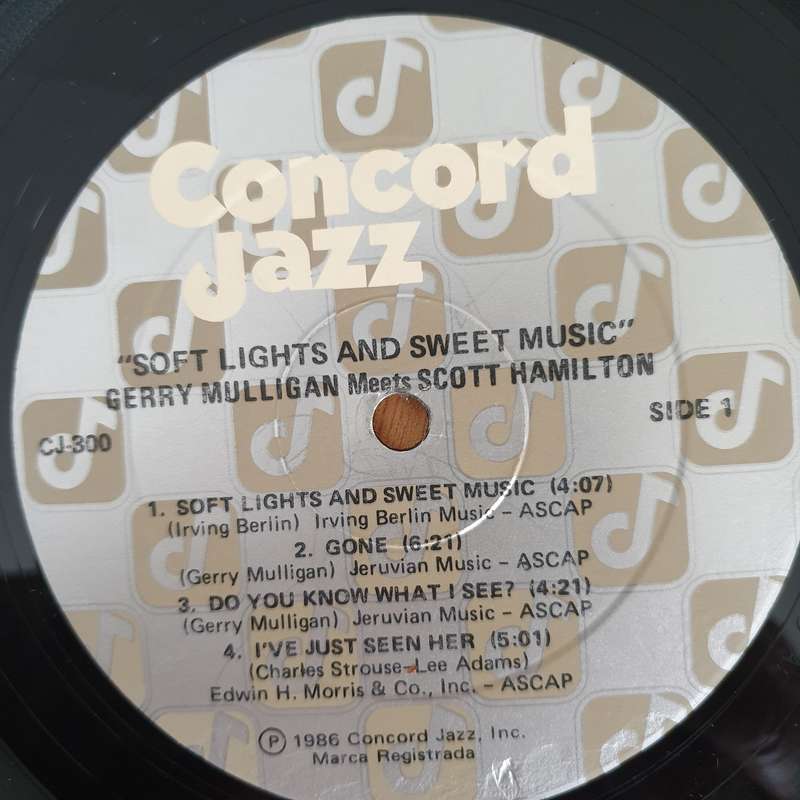 Concord
Jazz
"SOFT LIGHTS AND SWEET MUSIC"
GERRY MULLIGAN Meets SCOTT HAMILTON
CJ-300
SIDE 1
1. SOFT LIGHTS AND SWEET MUSIC (4:07)
(Irving Berlin) Irving Berlin Music - ASCAP
2. GONE (6:21)
(Gerry Mulligan) Jeruvian Music - ASCAP
3. DO YOU KNOW WHAT I SEE? (4:21)
(Gerry Mulligan) Jeruvian Music - ASCAP
4. I'VE JUST SEEN HER (5:01)
(Charles Strouse-Lee Adams)
Edwin H. Morris & Co., Inc. - ASCAP
Ⓟ 1986 Concord Jazz, Inc.
Marca Registrada